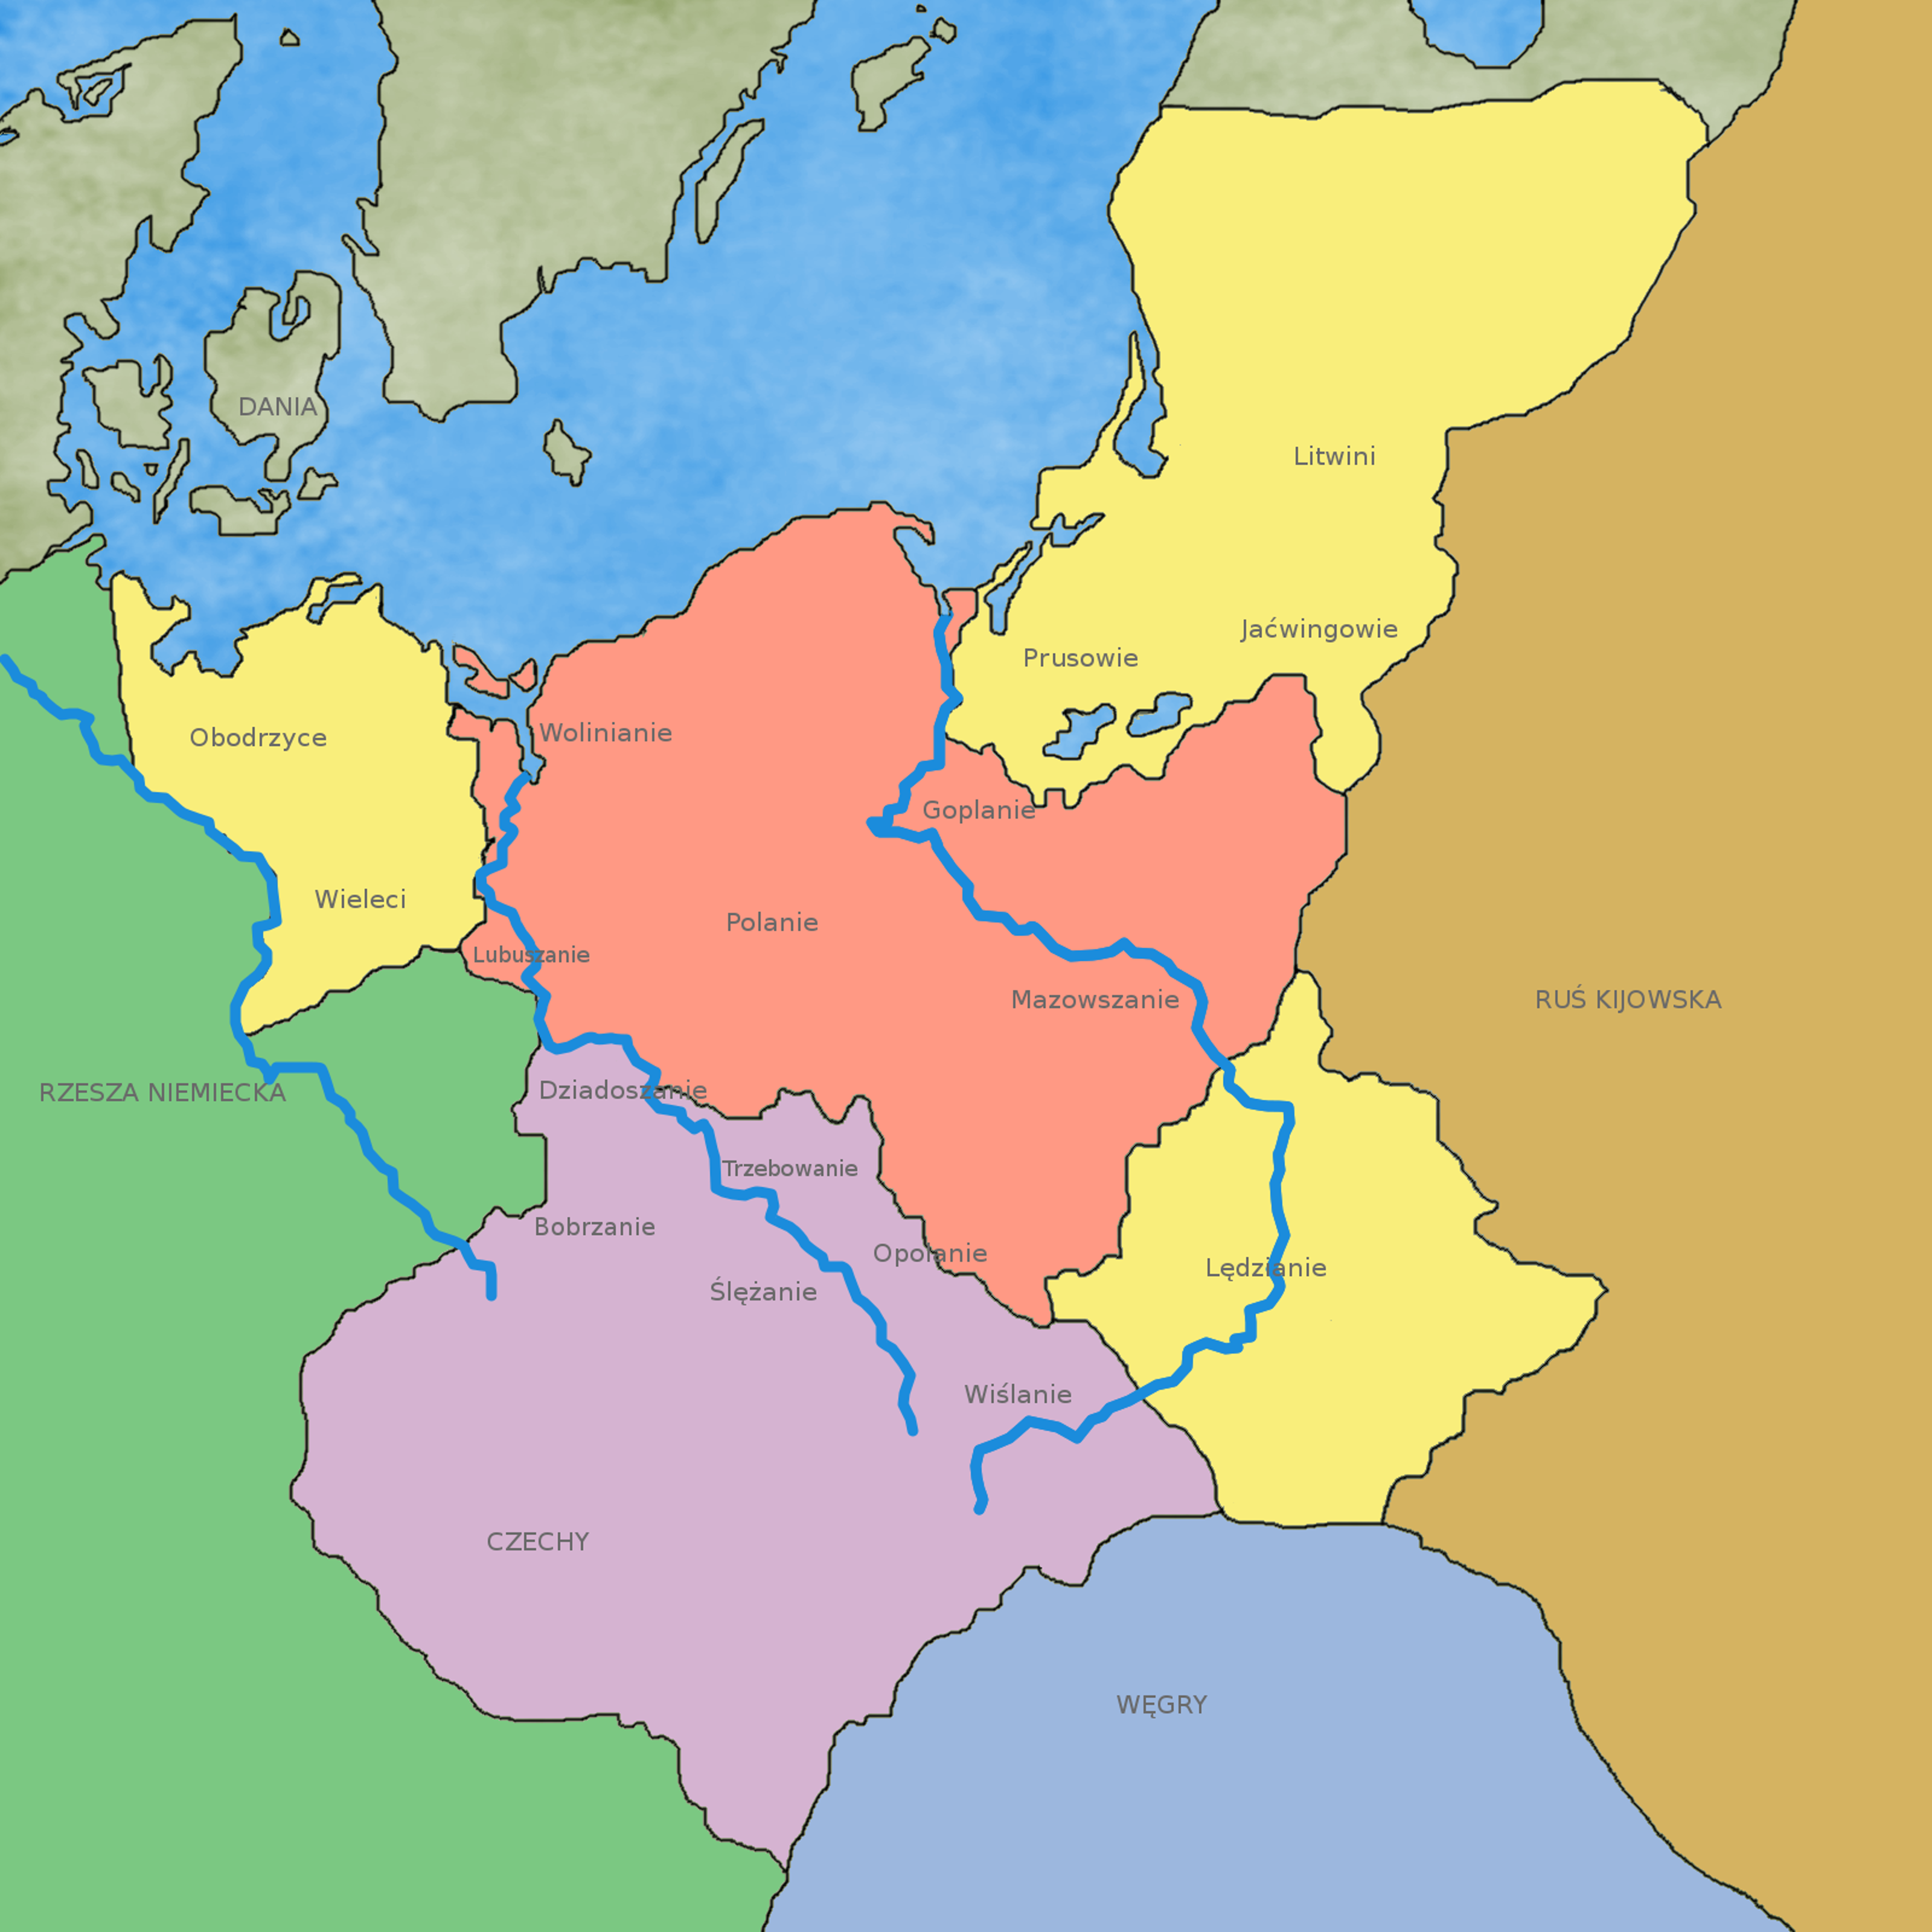 DANIA
Litwini
Jaćwingowie
Prusowie
Obodrzyce
Wolinianie
Goplanie
Wieleci
Polanie
Lubuszanie
Mazowszanie
RUŚ KIJOWSKA
RZESZA NIEMIECKA
Dziadoszanie
Trzebowanie
Bobrzanie
Opolanie
Lędzianie
Ślężanie
Wiślanie
CZECHY
WĘGRY